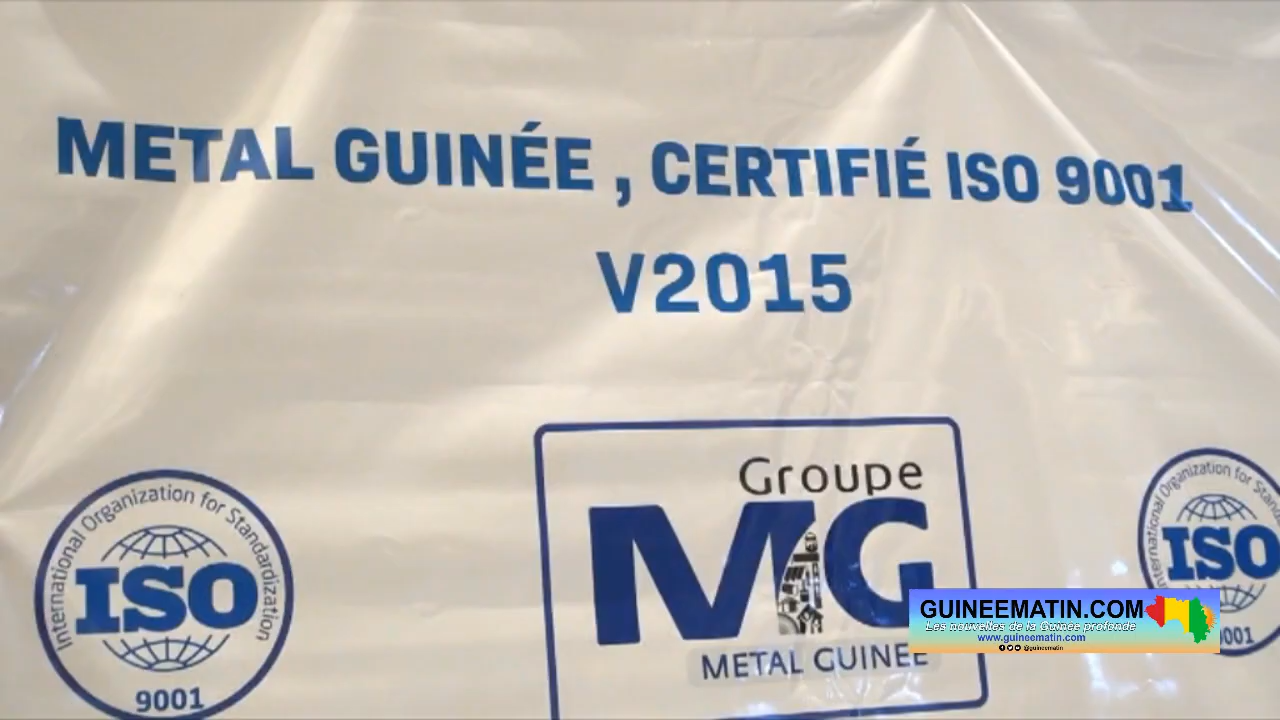 METAL GUINÉE , CERTIFIÉ ISO 9001
V2015
International Organization for Standardization
ISO
9001
Groupe
MG
METAL GUINEE
International Organization for
ISO
9001
GUINEEMATIN.COM
Les nouvelles de la Guinée profonde
www.guineematin.com
@guineematin